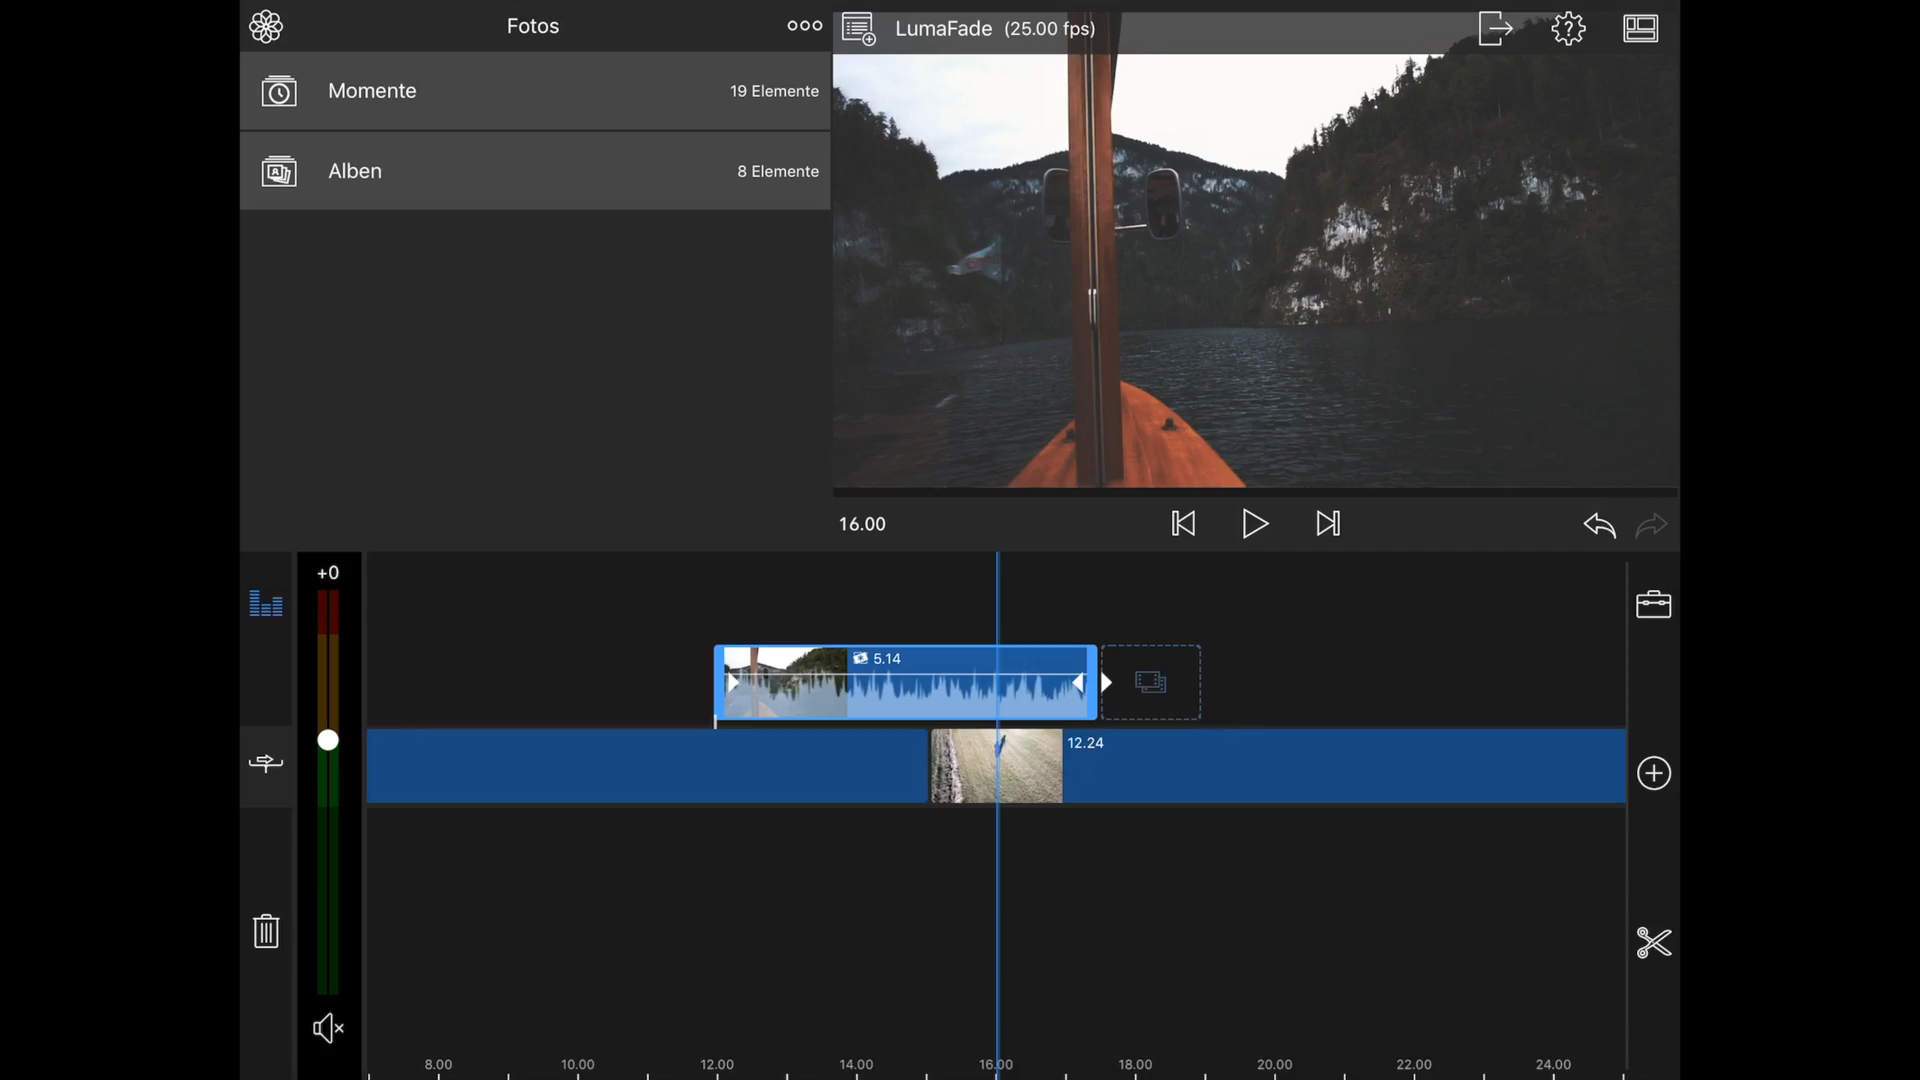 Fotos
LumaFade (25.00 fps)
Momente
19 Elemente
Alben
8 Elemente
16.00
+0
5.14
12.24
8.00
10.00
12.00
14.00
16.00
18.00
20.00
22.00
24.00